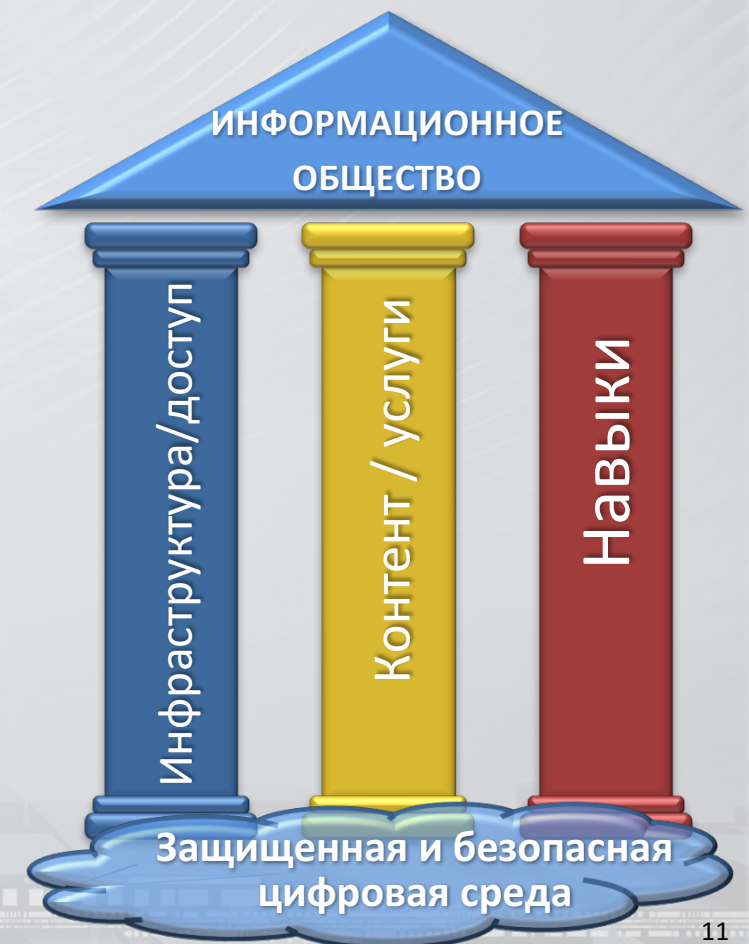 ИНФОРМАЦИОННОЕ
ОБЩЕСТВО
Инфраструктура/доступ
Контент / услуги
Навыки
Защищенная и безопасная
цифровая среда
11